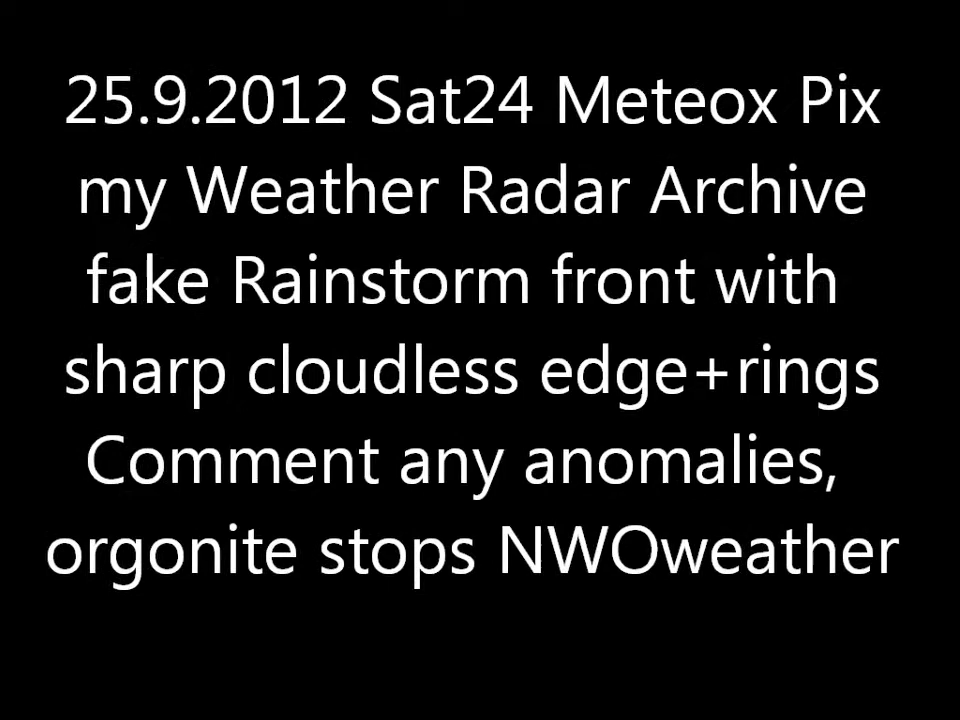 25.9.2012 Sat24 Meteox Pix
my Weather Radar Archive
fake Rainstorm front with
sharp cloudless edge+rings
Comment any anomalies,
orgonite stops NWOweather